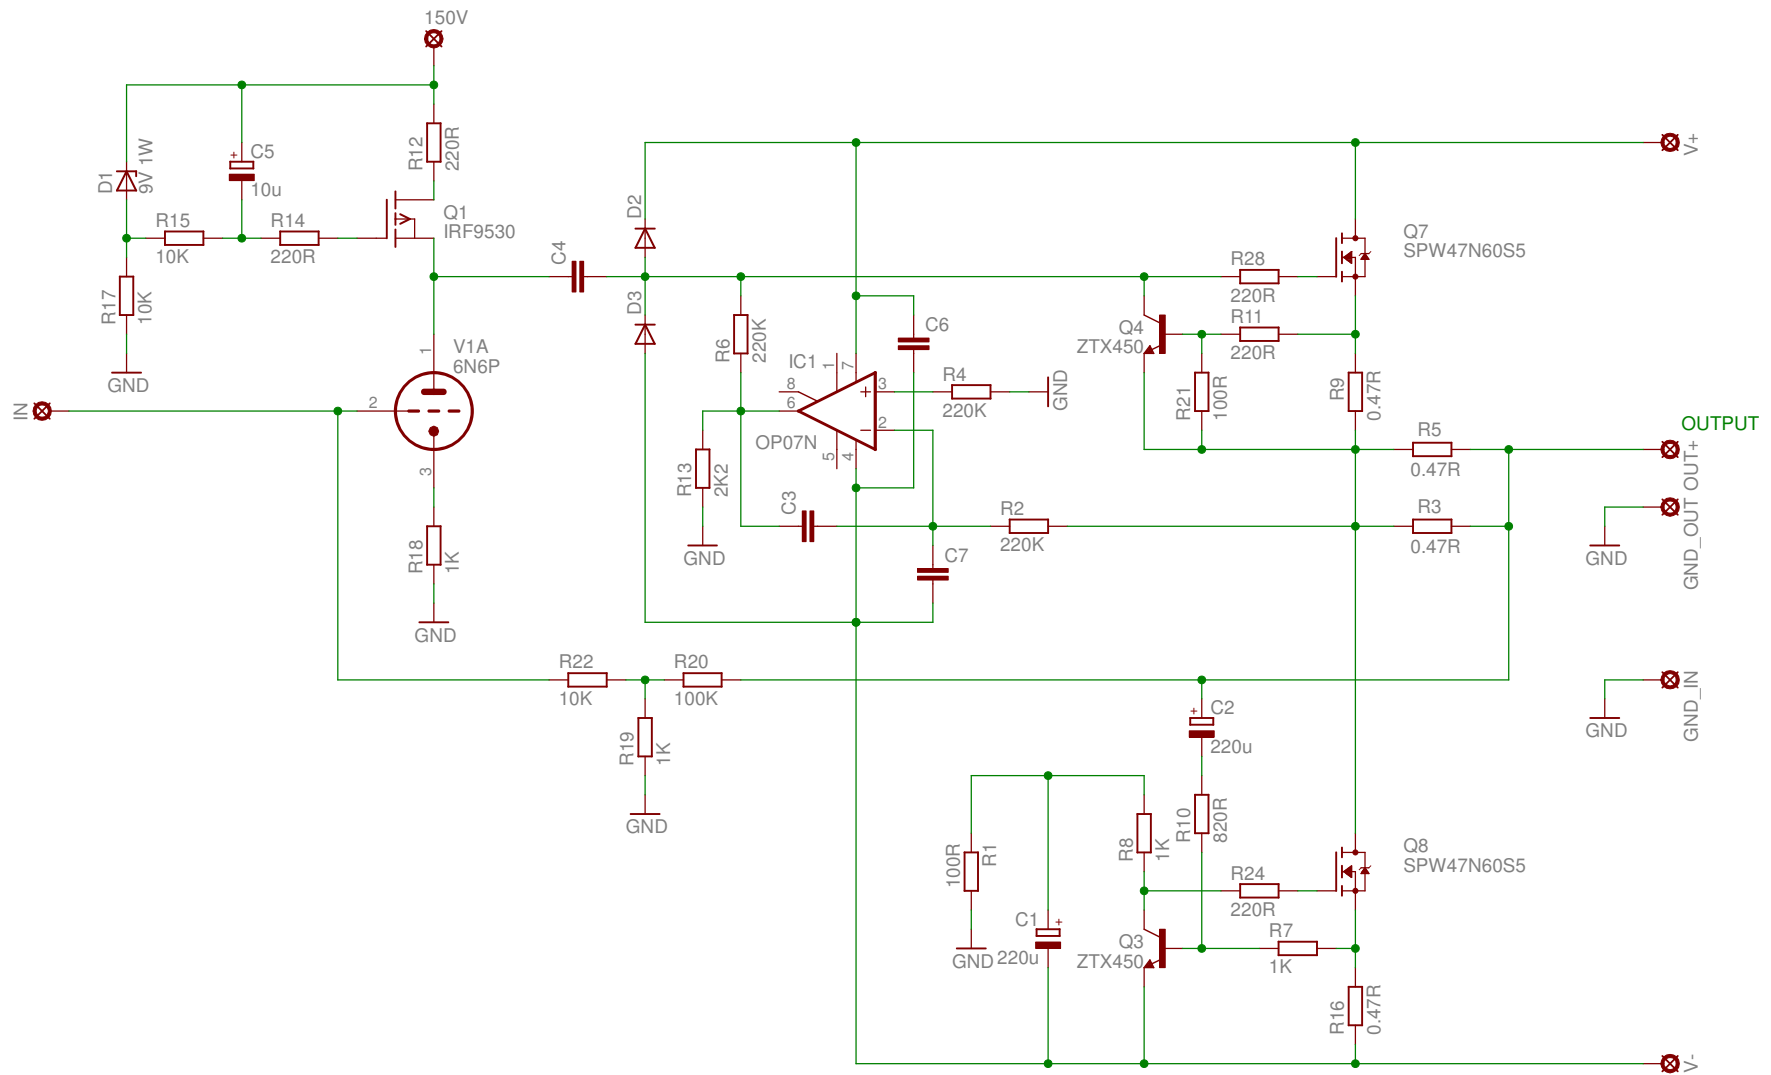 150V
D1
9V 1W
C5
+
10u
R12
220R
R15
10K
R14
220R
Q1
IRF9530
R17
10K
GND
IN
V1A
6N6P
1
2
3
R18
1K
GND
C4
D2
D3
R6
220K
IC1
OP07N
1
7
8
6
3
2
5
4
+
−
C6
R4
220K
GND
R13
2K2
GND
C3
R2
220K
C7
R22
10K
R20
100K
R19
1K
GND
V+
Q7
SPW47N60S5
R28
220R
Q4
ZTX450
R11
220R
R21
100R
R9
0.47R
OUTPUT
R5
0.47R
OUT+
R3
0.47R
GND_OUT
GND
GND_IN
GND
C2
+
220u
R10
820R
R1
100R
GND
C1
+
220u
R8
1K
Q8
SPW47N60S5
R24
220R
Q3
ZTX450
R7
1K
R16
0.47R
V-